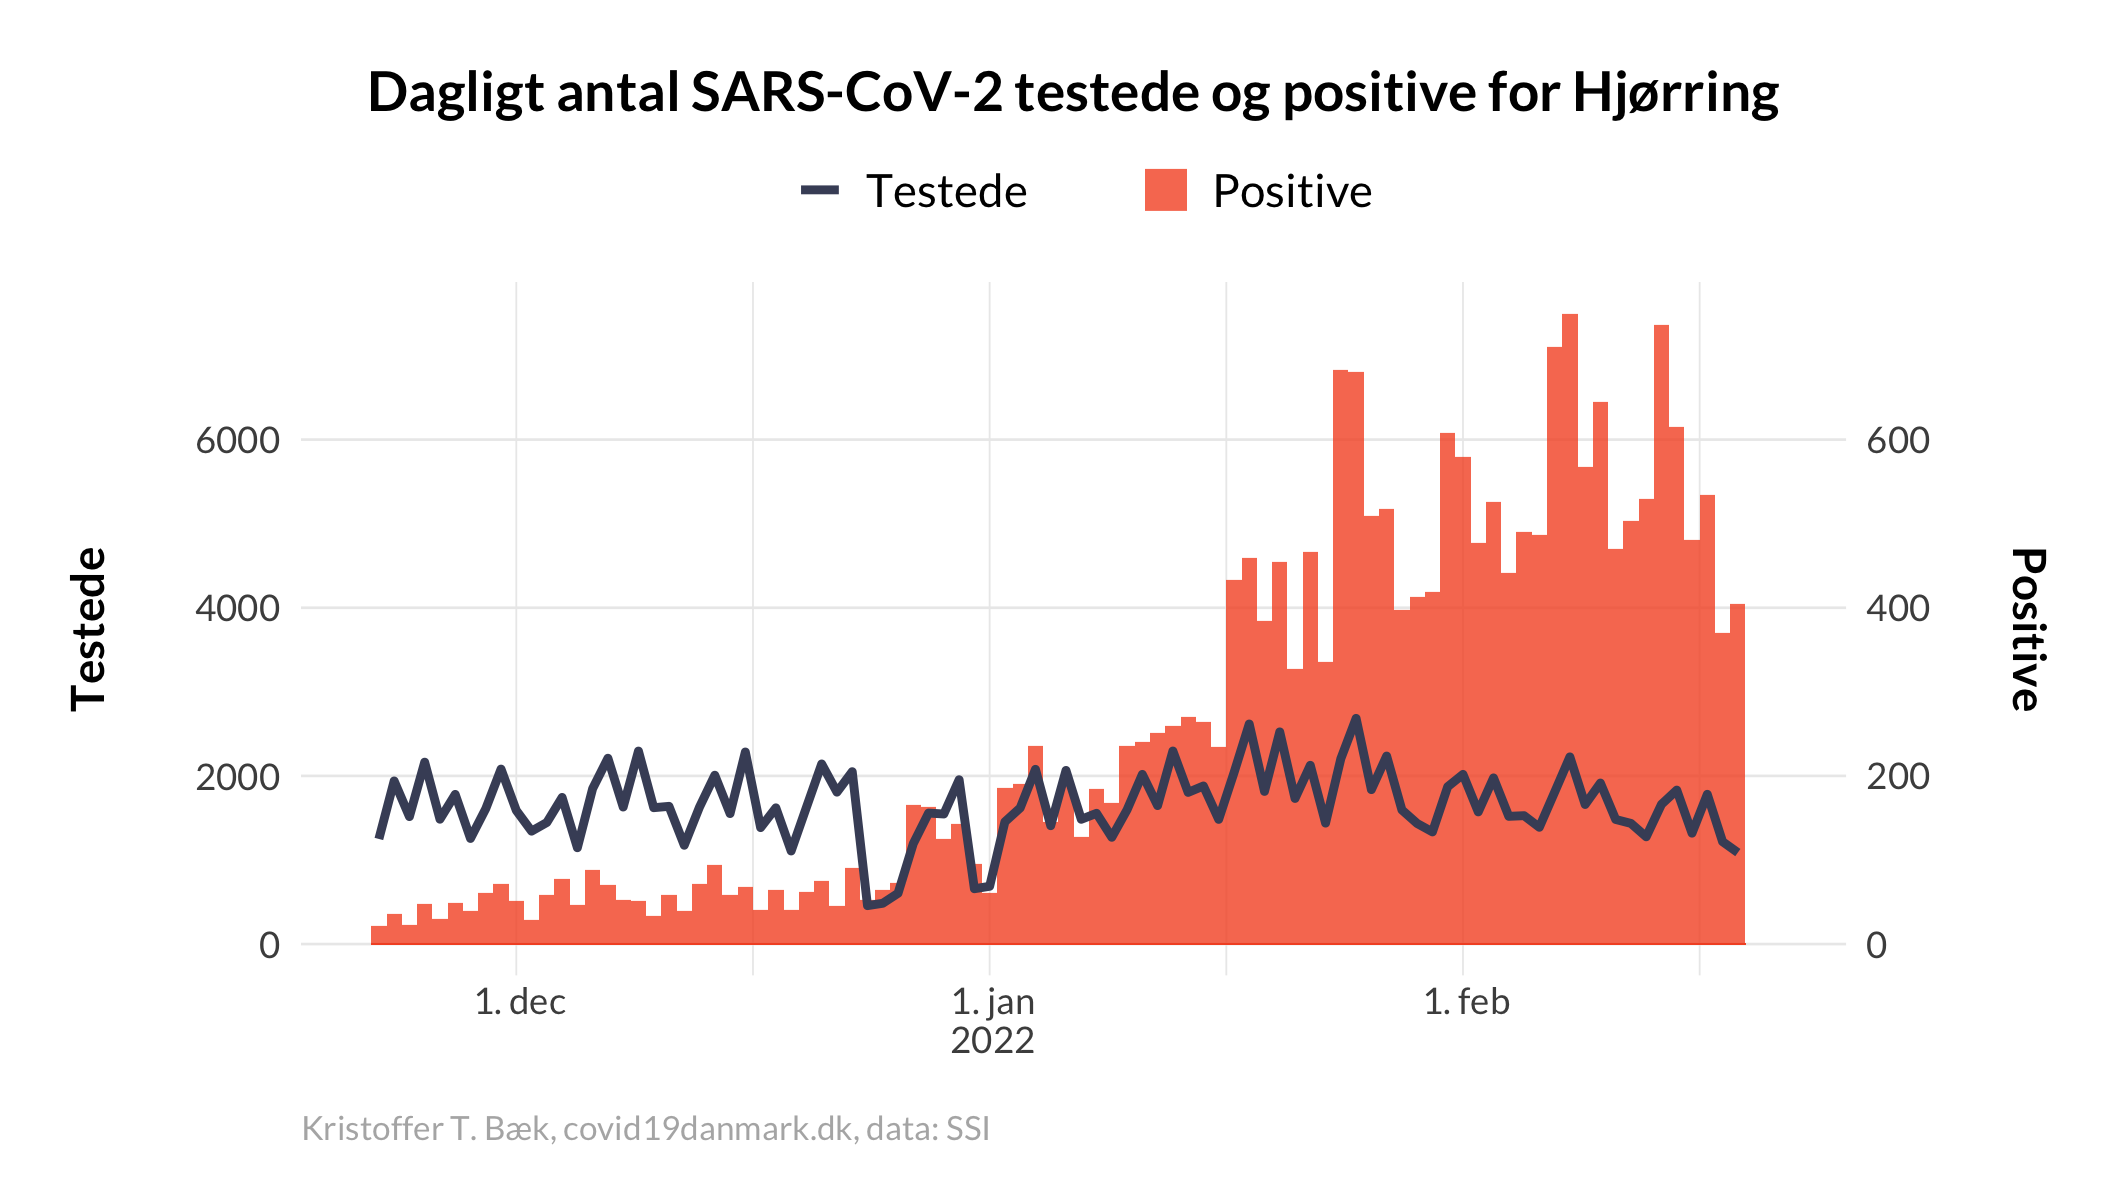 Dagligt antal SARS-CoV-2 testede og positive for Hjørring
Testede
Positive
Testede
6000
4000
2000
0
600
400
200
0
Positive
1. dec
1. jan
2022
1. feb
Kristoffer T. Bæk, covid19danmark.dk, data: SSI